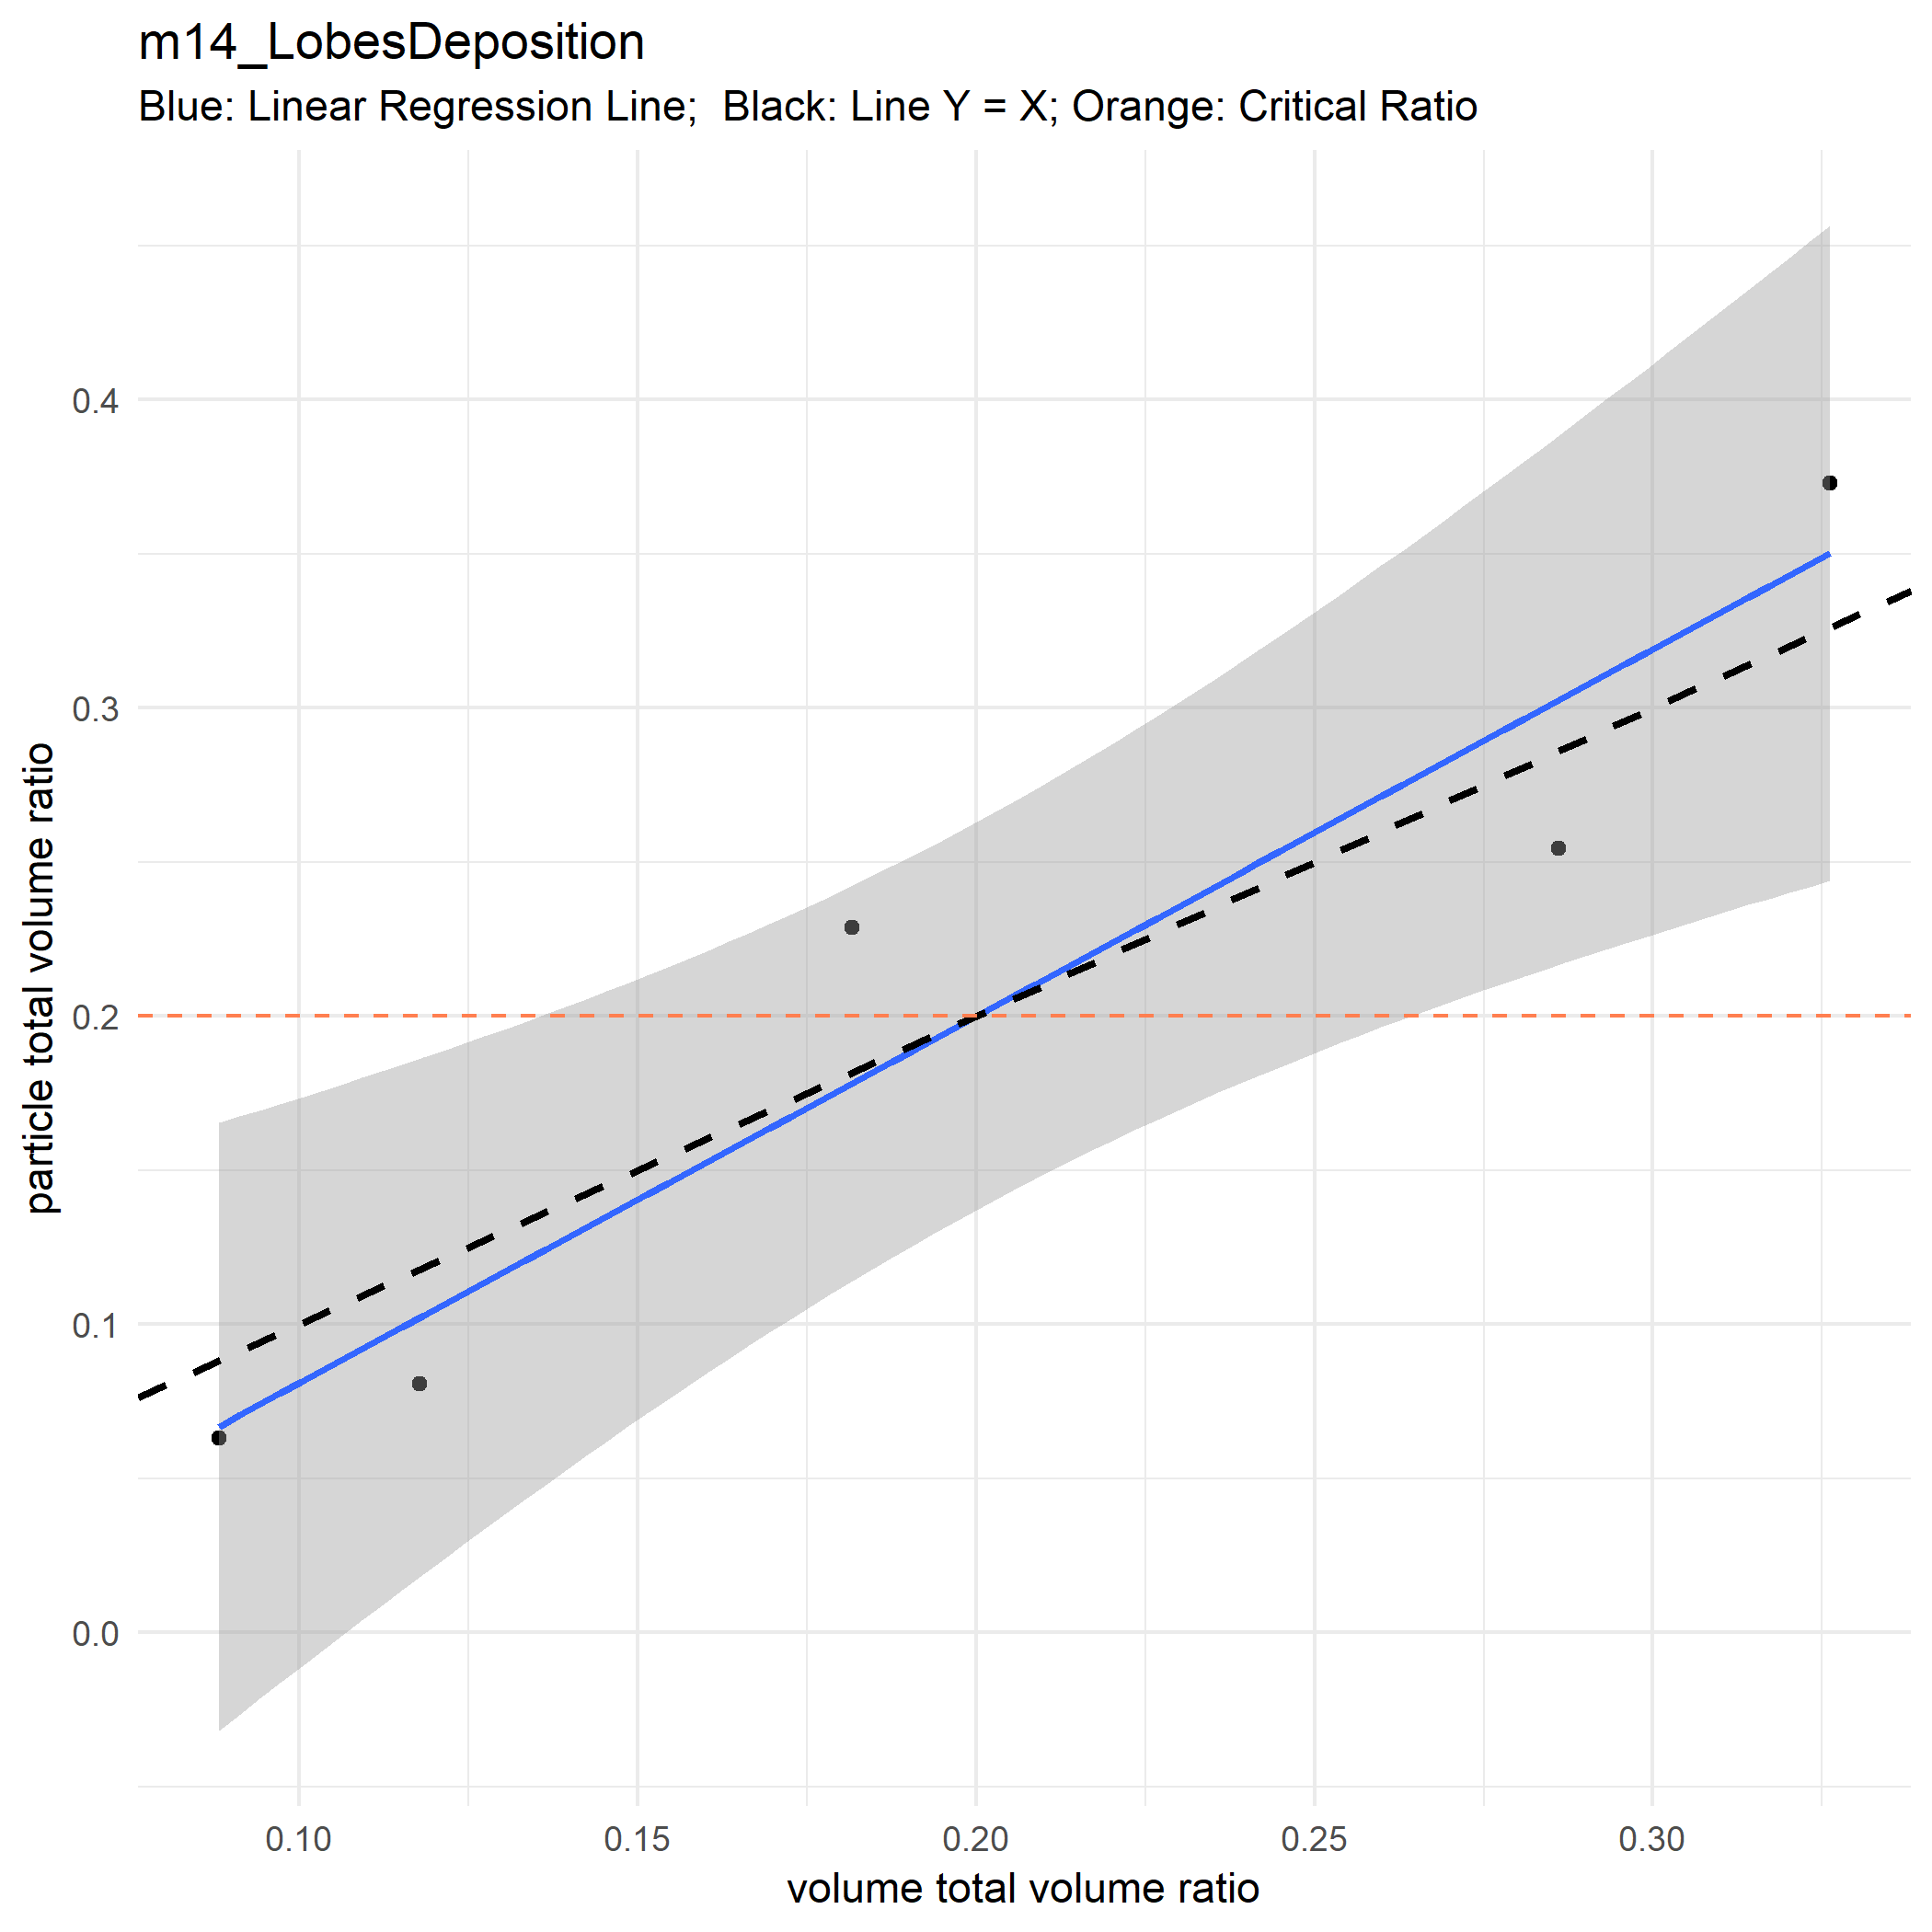 m14_LobesDeposition
Blue: Linear Regression Line;  Black: Line Y = X; Orange: Critical Ratio
particle total volume ratio
0.4
0.3
0.2
0.1
0.0
0.10 0.15 0.20 0.25 0.30
volume total volume ratio